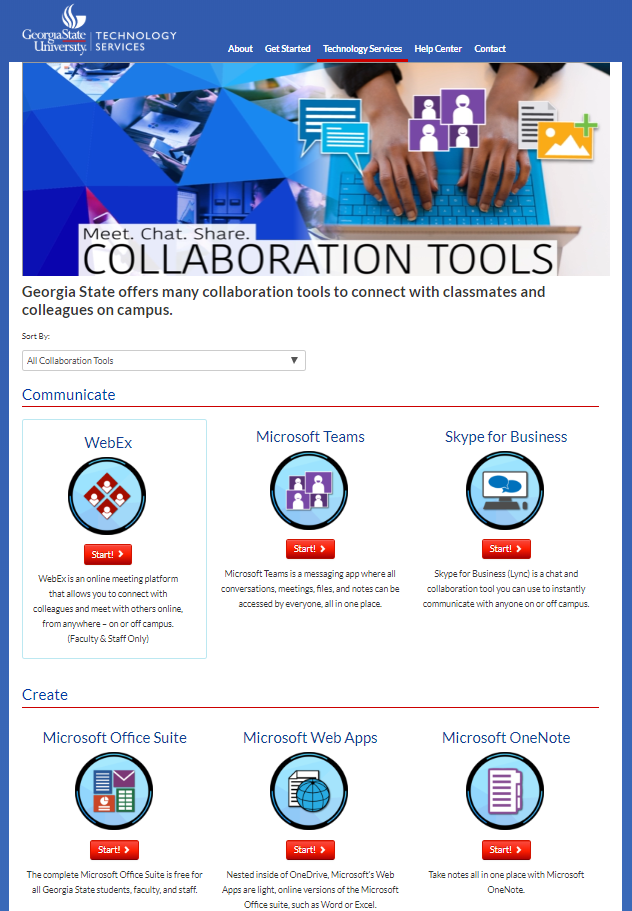 GeorgiaState
University.
TECHNOLOGY
SERVICES
About Get Started Technology Services Help Center Contact
Meet. Chat. Share.
COLLABORATION TOOLS
Georgia State offers many collaboration tools to connect with classmates and
colleagues on campus.
Sort By:
All Collaboration Tools
Communicate
WebEx
Start!
WebEx is an online meeting platform
that allows you to connect with
colleagues and meet with others online,
from anywhere – on or off campus.
(Faculty & Staff Only)
Microsoft Teams
Start!
Microsoft Teams is a messaging app where all
conversations, meetings, files, and notes can be
accessed by everyone, all in one place.
Skype for Business
Start!
Skype for Business (Lync) is a chat and
collaboration tool you can use to instantly
communicate with anyone on or off campus.
Create
Microsoft Office Suite
Start!
The complete Microsoft Office Suite is free for
all Georgia State students, faculty, and staff.
Microsoft Web Apps
Start!
Nested inside of OneDrive, Microsoft's Web
Apps are light, online versions of the Microsoft
Office suite, such as Word or Excel.
Microsoft OneNote
Start!
Take notes all in one place with Microsoft
OneNote.